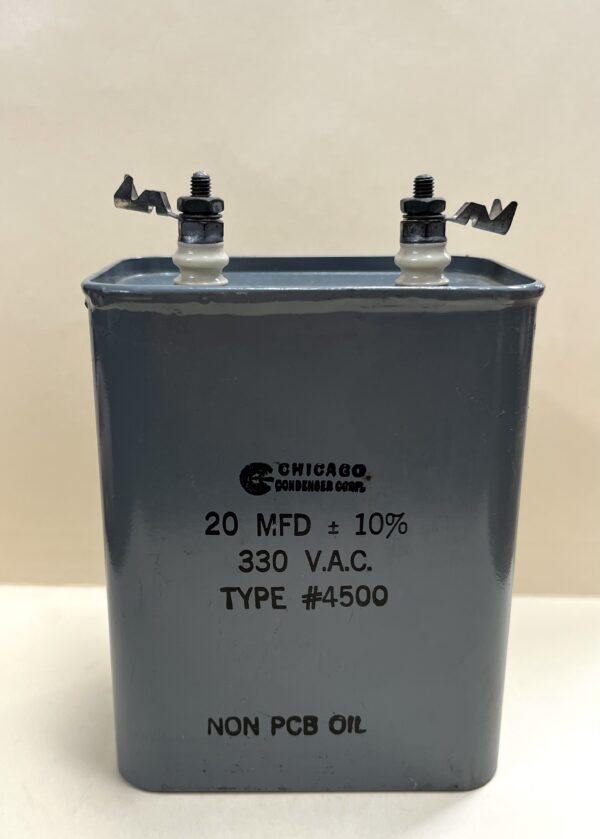 CHICAGO
CONDENSER CORP.
20 MFD ± 10%
330 V.A.C.
TYPE #4500
NON PCB OIL